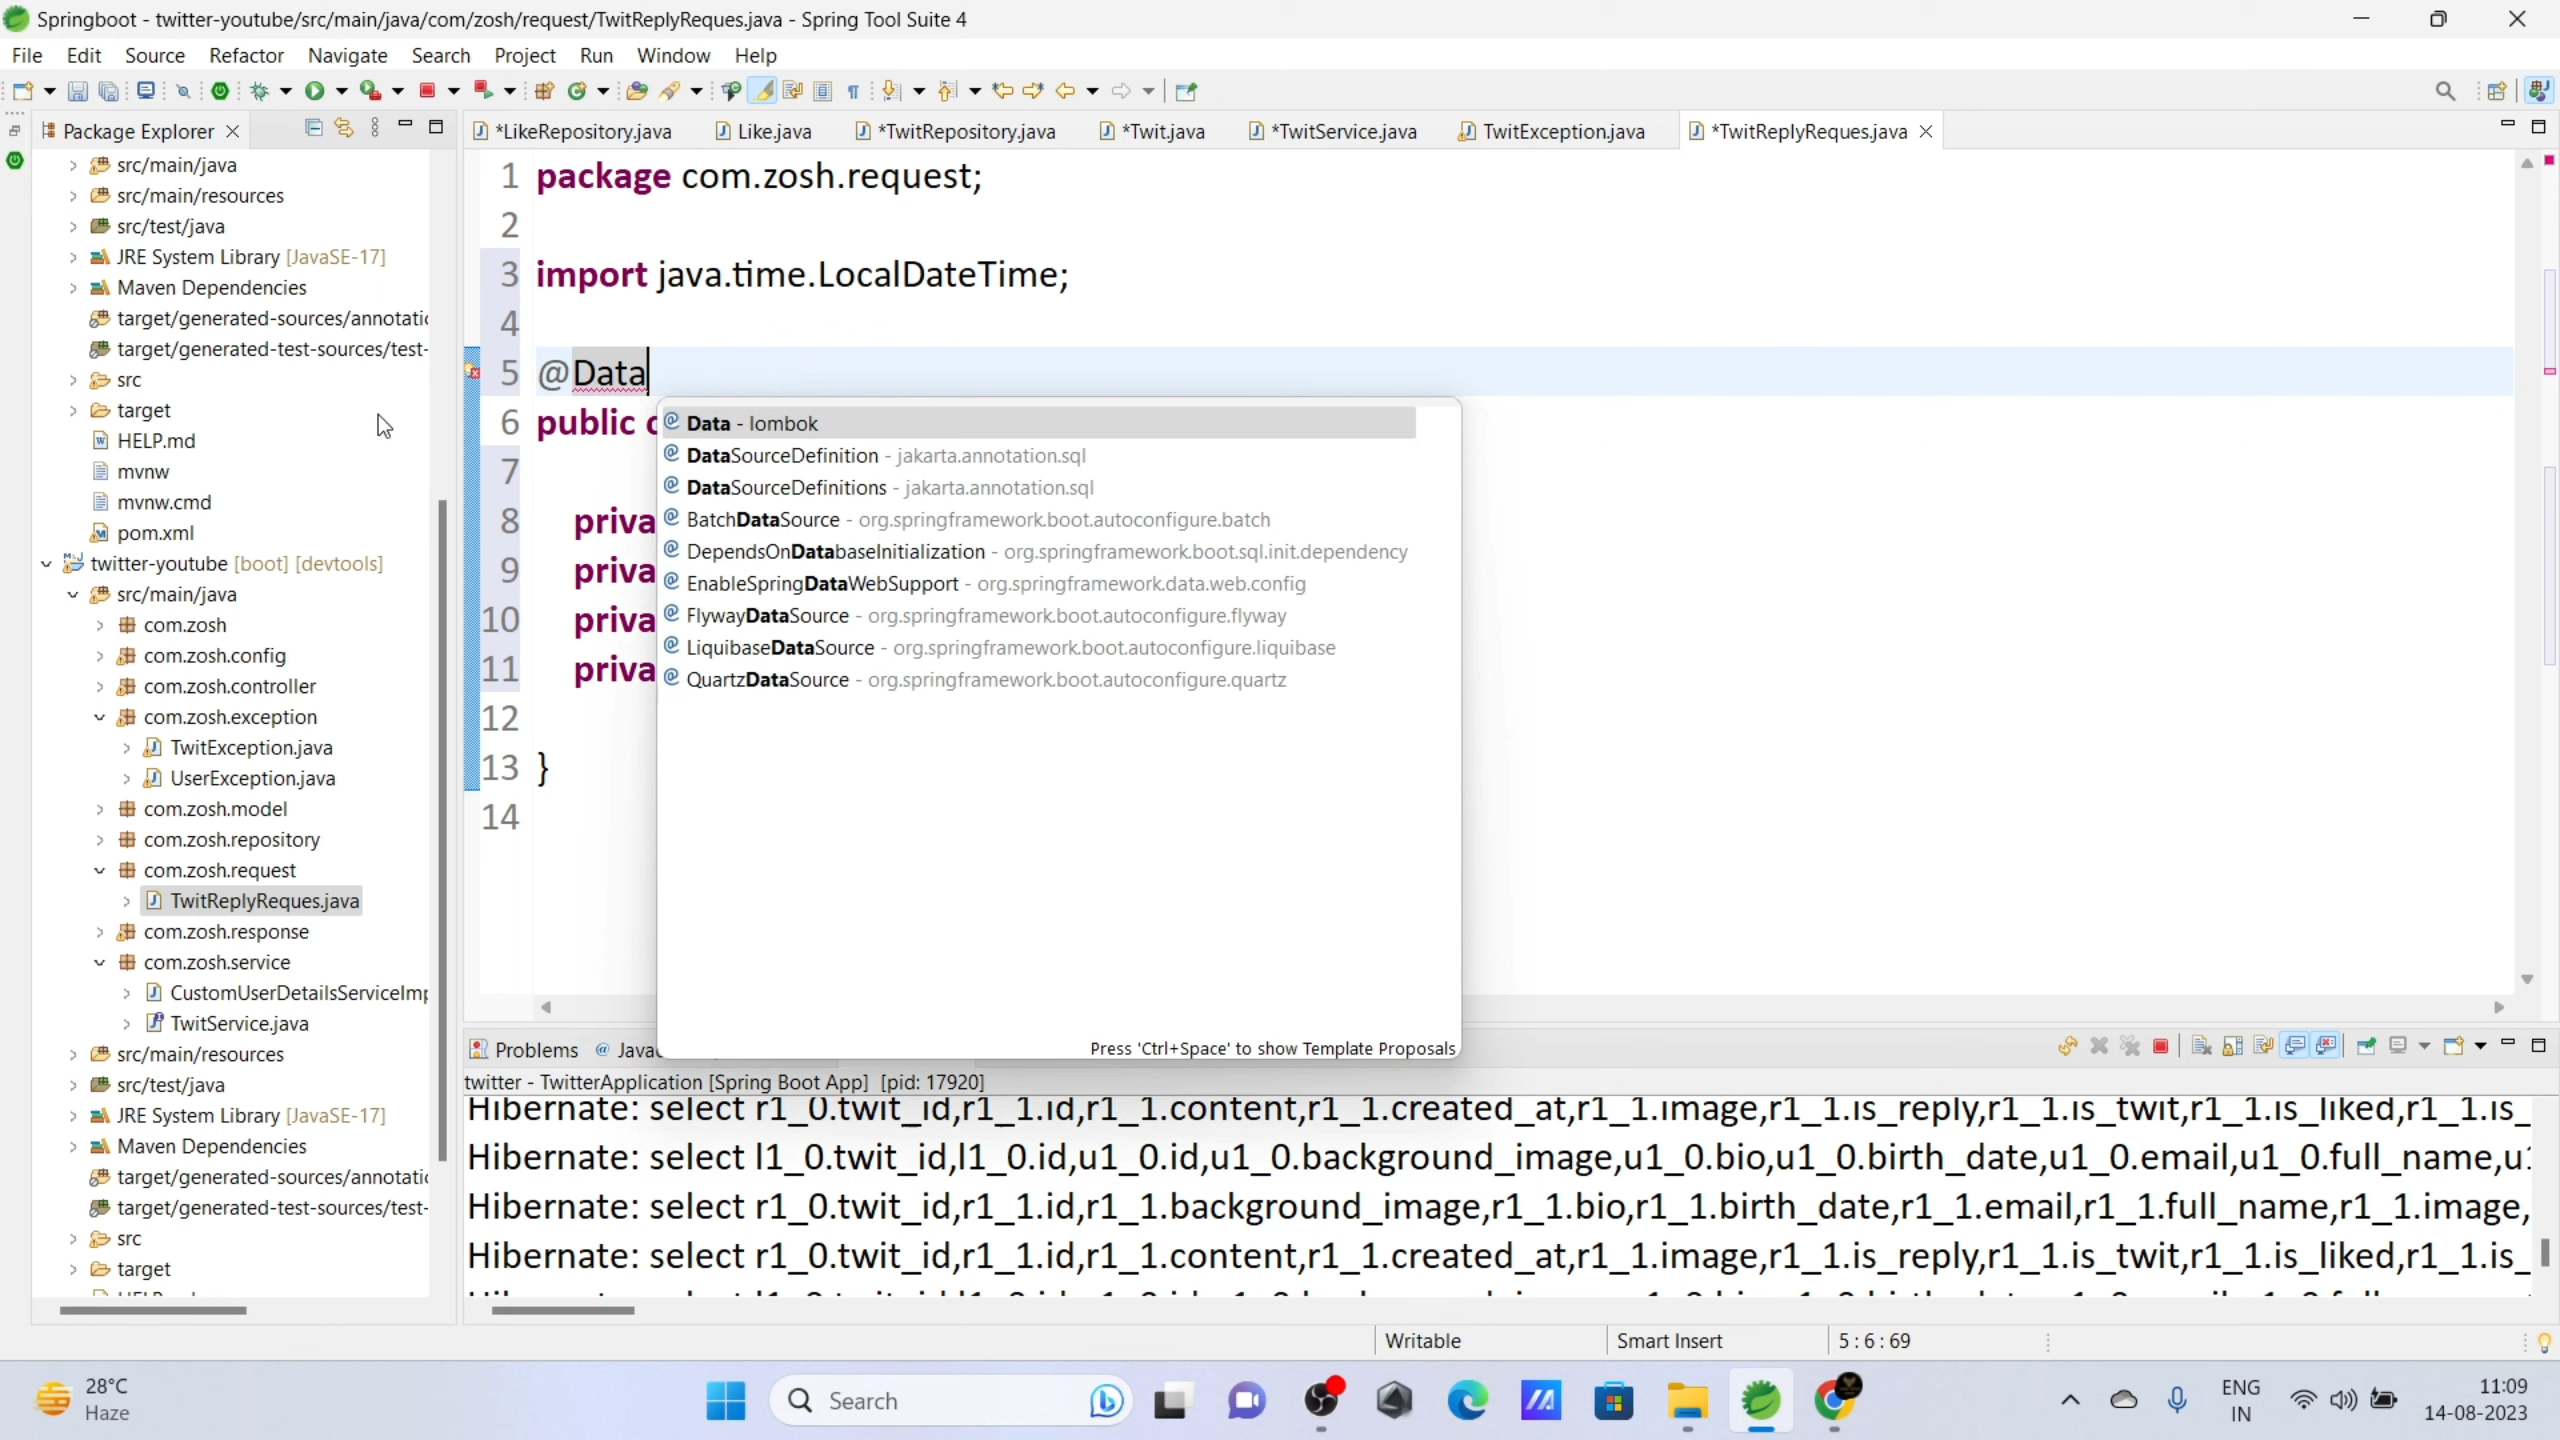 Springboot - twitter-youtube/src/main/java/com/zosh/request/TwitReplyReques.java - Spring Tool Suite 4
File Edit Source Refactor Navigate Search Project Run Window Help
Package Explorer
*LikeRepository.java Like.java *TwitRepository.java *Twit.java *TwitService.java TwitException.java *TwitReplyReques.java
src/main/java
src/main/resources
src/test/java
JRE System Library [JavaSE-17]
Maven Dependencies
target/generated-sources/annotatic
target/generated-test-sources/test-
src
target
HELP.md
mvnw
mvnw.cmd
pom.xml
twitter-youtube [boot] [devtools]
src/main/java
com.zosh
com.zosh.config
com.zosh.controller
com.zosh.exception
TwitException.java
UserException.java
com.zosh.model
com.zosh.repository
com.zosh.request
TwitReplyReques.java
com.zosh.response
com.zosh.service
CustomUserDetailsServiceImp
TwitService.java
src/main/resources
src/test/java
JRE System Library [JavaSE-17]
Maven Dependencies
target/generated-sources/annotatic
target/generated-test-sources/test-
src
target
1 package com.zosh.request;
2
3 import java.time.LocalDateTime;
4
5 @Data
6 public c
7
8 priva
9 priva
10 priva
11 priva
12
13 }
14
Data - lombok
DataSourceDefinition - jakarta.annotation.sql
DataSourceDefinitions - jakarta.annotation.sql
BatchDataSource - org.springframework.boot.autoconfigure.batch
DependsOnDatabaseInitialization - org.springframework.boot.sql.init.dependency
EnableSpringDataWebSupport - org.springframework.data.web.config
FlywayDataSource - org.springframework.boot.autoconfigure.flyway
LiquibaseDataSource - org.springframework.boot.autoconfigure.liquibase
QuartzDataSource - org.springframework.boot.autoconfigure.quartz
Press 'Ctrl+Space' to show Template Proposals
Problems @ Java
twitter - TwitterApplication [Spring Boot App] [pid: 17920]
Hibernate: select r1_0.twit_id,r1_1.id,r1_1.content,r1_1.created_at,r1_1.image,r1_1.is_reply,r1_1.is_twit,r1_1.is_liked,r1_1.is_
Hibernate: select l1_0.twit_id,l1_0.id,u1_0.id,u1_0.background_image,u1_0.bio,u1_0.birth_date,u1_0.email,u1_0.full_name,u
Hibernate: select r1_0.twit_id,r1_1.id,r1_1.background_image,r1_1.bio,r1_1.birth_date,r1_1.email,r1_1.full_name,r1_1.image,
Hibernate: select r1_0.twit_id,r1_1.id,r1_1.content,r1_1.created_at,r1_1.image,r1_1.is_reply,r1_1.is_twit,r1_1.is_liked,r1_1.is_
Writable Smart Insert 5 : 6 : 69
28°C
Haze
Search
ENG
IN
11:09
14-08-2023